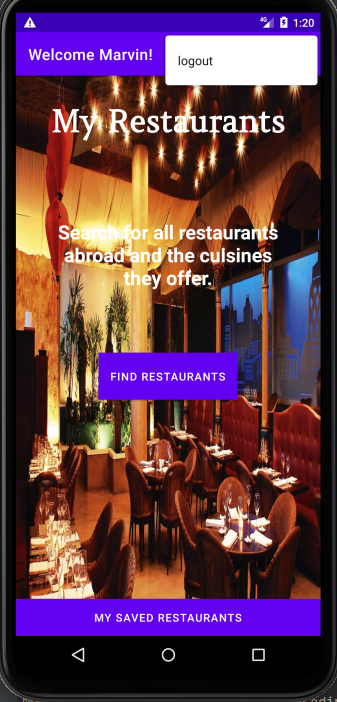 4G 1:20
Welcome Marvin!
logout
My Restaurants
Search for all restaurants
abroad and the cuisines
they offer.
FIND RESTAURANTS
MY SAVED RESTAURANTS